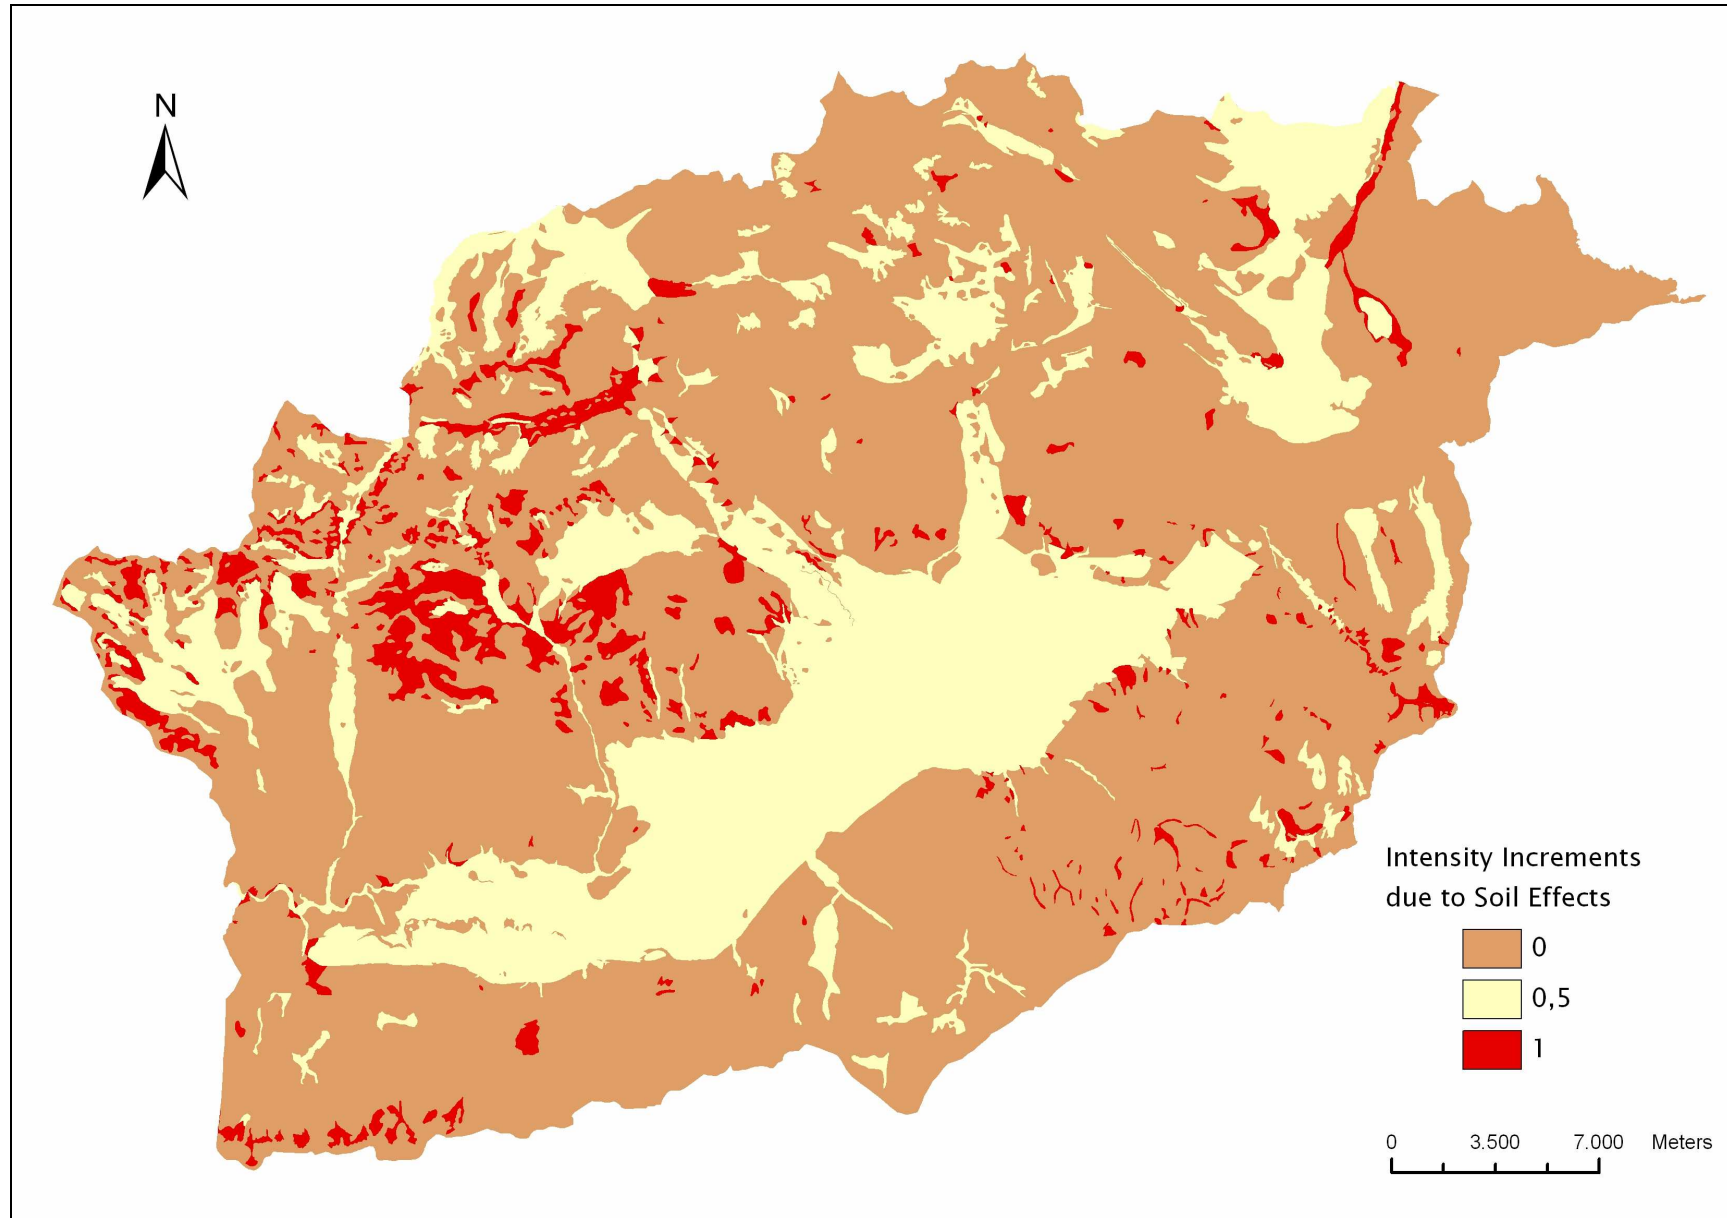 N
Intensity Increments
due to Soil Effects
0
0,5
1
0 3.500 7.000 Meters